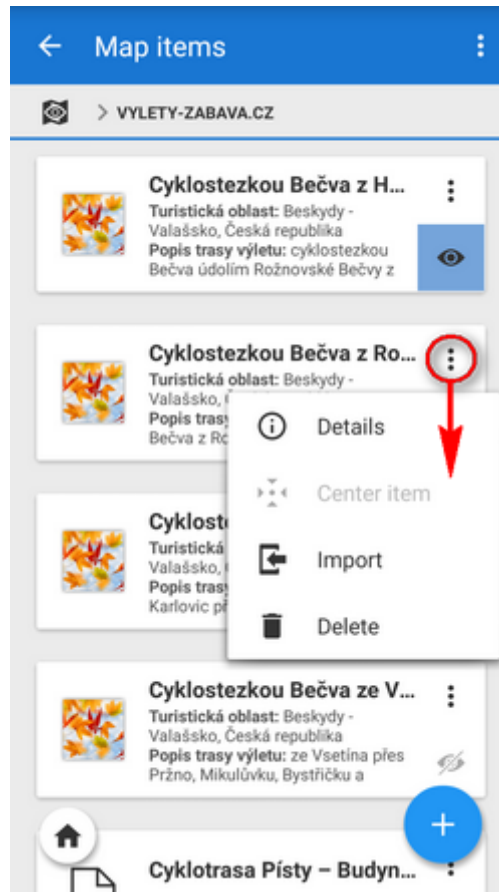 Map items
> VYLETY-ZABAVA.CZ
Cyklostezkou Bečva z H...
Turistická oblast: Beskydy -
Valašsko, Česká republika
Popis trasy výletu: cyklostezkou
Bečva údolím Rožnovské Bečvy z
Cyklostezkou Bečva z Ro...
Turistická oblast: Beskydy -
Valašsko,
Popis trasy
Bečva z Ro
Details
Center item
Import
Delete
Cyklost
Turistická
Valašsko,
Popis trasy
Karlovic př
Cyklostezkou Bečva ze V...
Turistická oblast: Beskydy -
Valašsko, Česká republika
Popis trasy výletu: ze Vsetína přes
Pržno, Mikulůvku, Bystřičku a
Cyklotrasa Písty – Budyn...